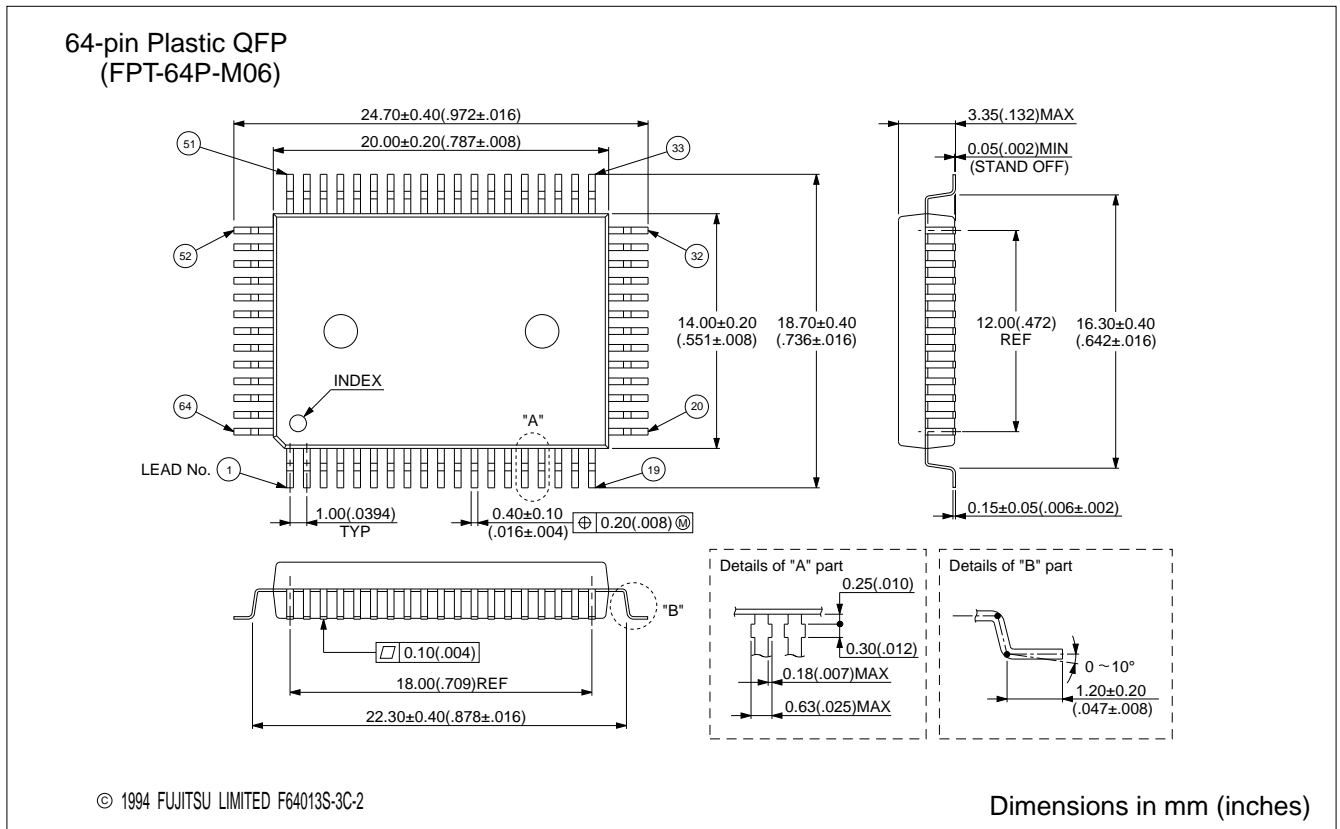 64-pin Plastic QFP
(FPT-64P-M06)
24.70±0.40(.972±.016)
20.00±0.20(.787±.008)
51
33
52
32
64
20
INDEX
"A"
LEAD No. 1
19
14.00±0.20
(.551±.008)
18.70±0.40
(.736±.016)
1.00(.0394)
TYP
0.40±0.10
(.016±.004)
⌖ 0.20(.008) Ⓜ
3.35(.132)MAX
0.05(.002)MIN
(STAND OFF)
12.00(.472)
REF
16.30±0.40
(.642±.016)
0.15±0.05(.006±.002)
"B"
⏥ 0.10(.004)
18.00(.709)REF
22.30±0.40(.878±.016)
Details of "A" part
0.25(.010)
0.30(.012)
0.18(.007)MAX
0.63(.025)MAX
Details of "B" part
0 ~10°
1.20±0.20
(.047±.008)
© 1994 FUJITSU LIMITED F64013S-3C-2
Dimensions in mm (inches)